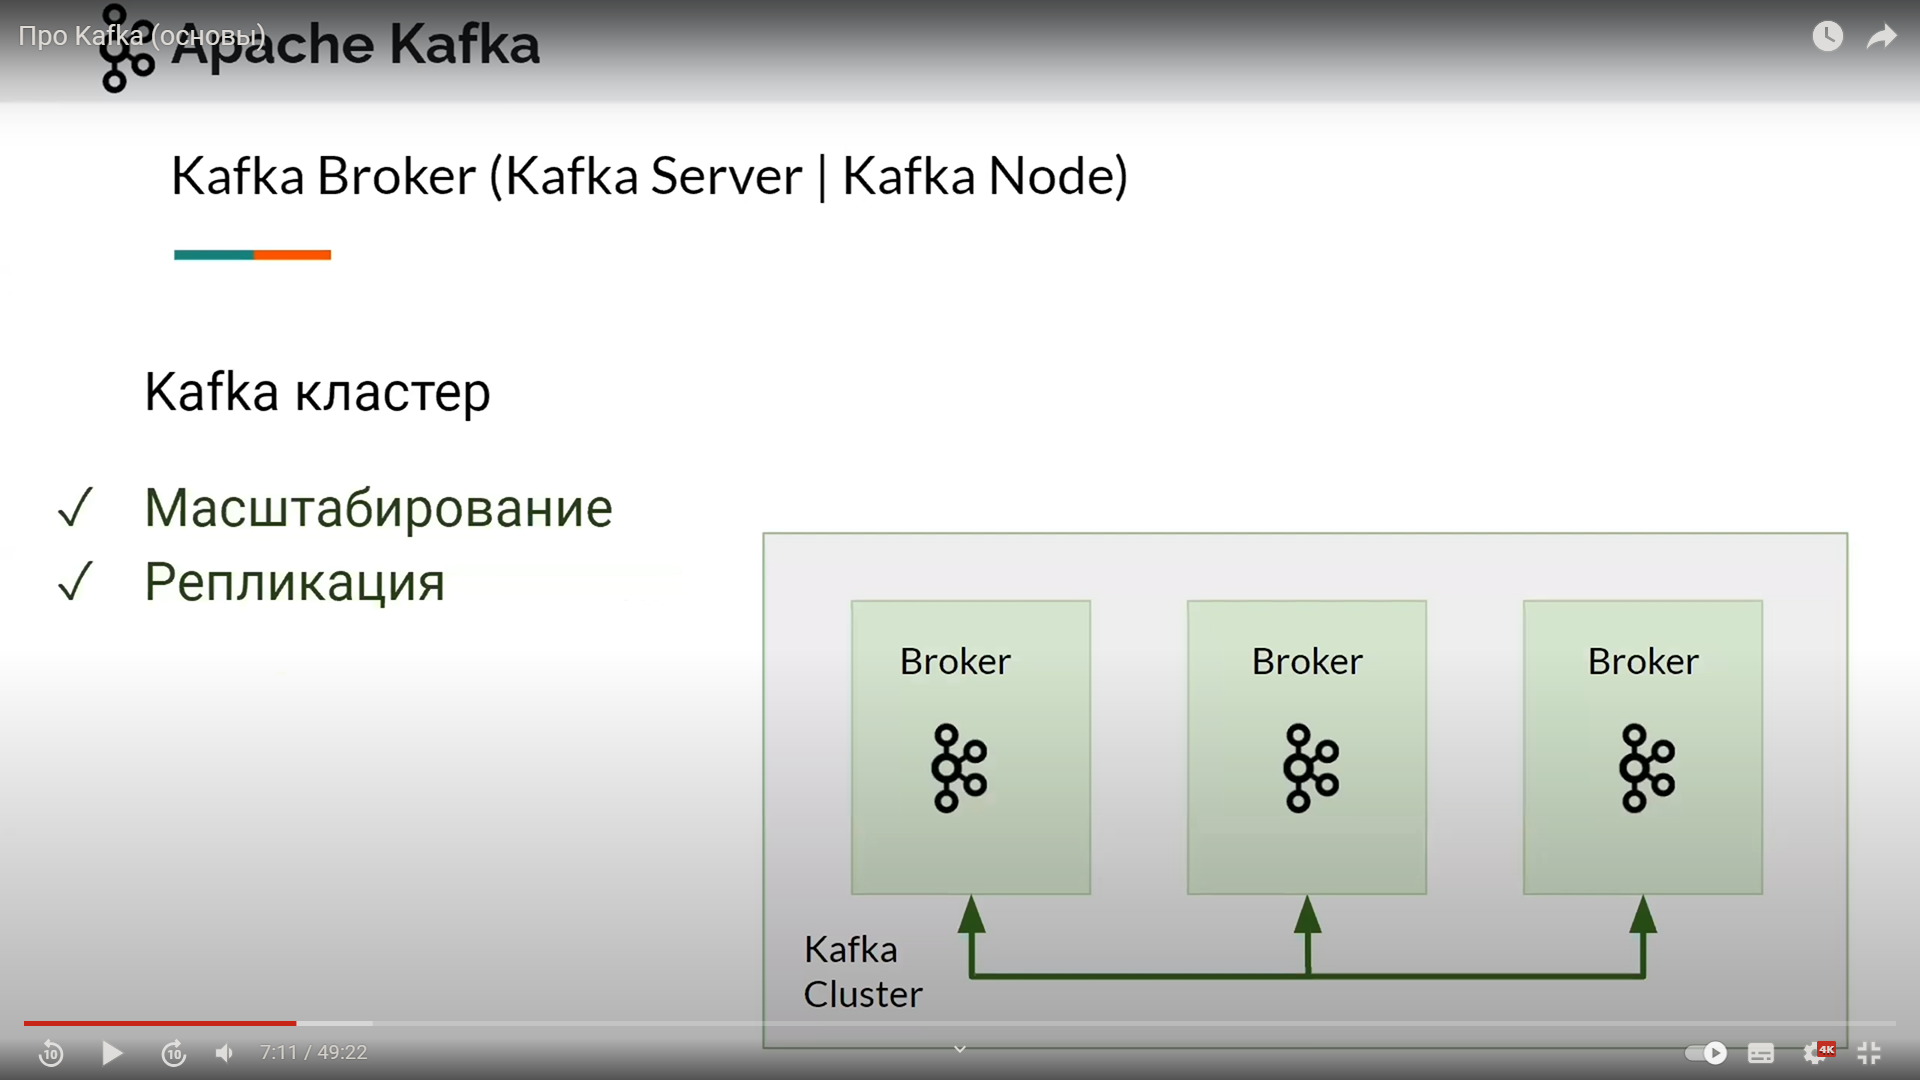 Про Kafka (основы)
Apache Kafka
Kafka Broker (Kafka Server | Kafka Node)
Kafka кластер
✓ Масштабирование
✓ Репликация
Broker
Broker
Broker
Kafka
Cluster
10
10
7:11 / 49:22
4K